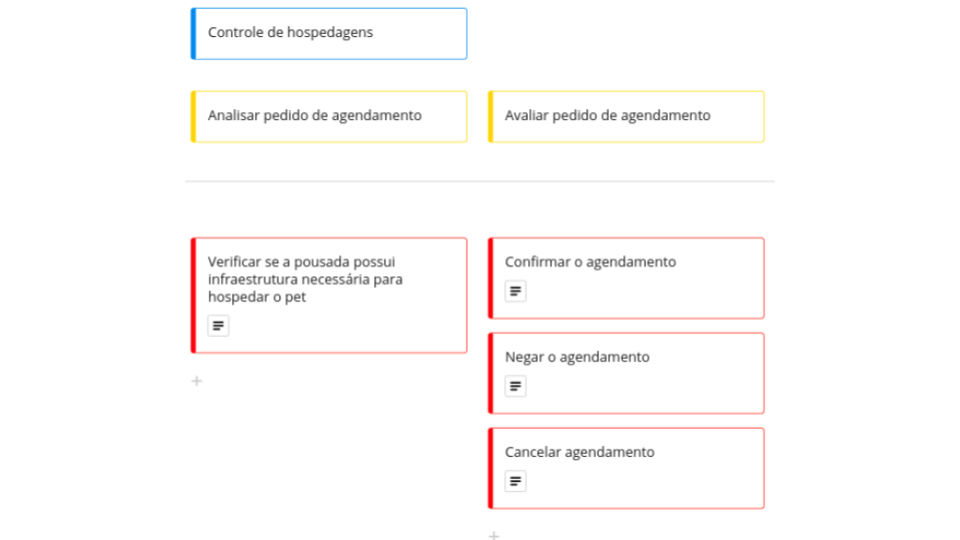 Controle de hospedagens
Analisar pedido de agendamento
Avaliar pedido de agendamento
Verificar se a pousada possui
infraestrutura necessária para
hospedar o pet
Confirmar o agendamento
Negar o agendamento
Cancelar agendamento